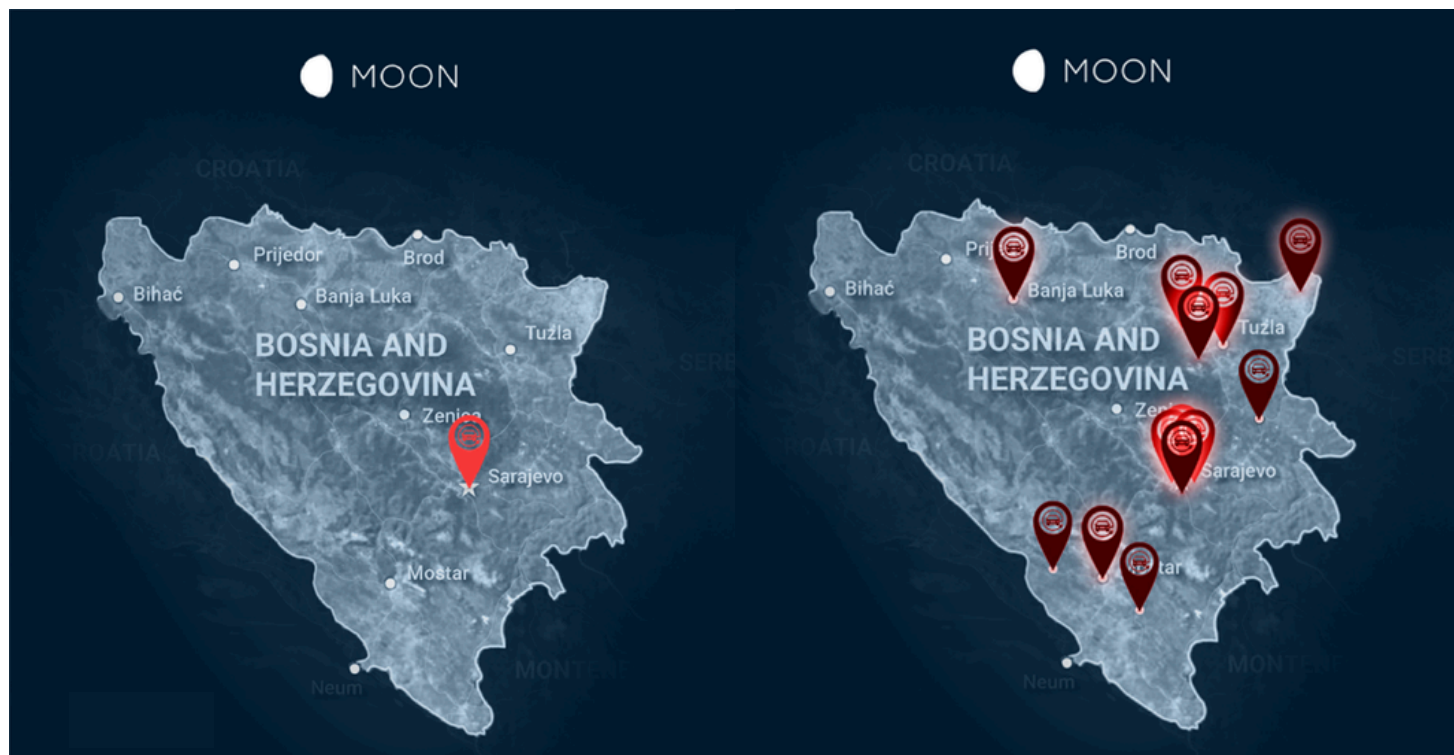 MOON
CROATIA
Prijedor
Brod
Bihać
Banja Luka
Tuzla
BOSNIA AND
HERZEGOVINA
Zenica
Sarajevo
Mostar
Neum
MOON
CROATIA
Brod
Bihać
Banja Luka
Tuzla
BOSNIA AND
HERZEGOVINA
Sarajevo
Neum